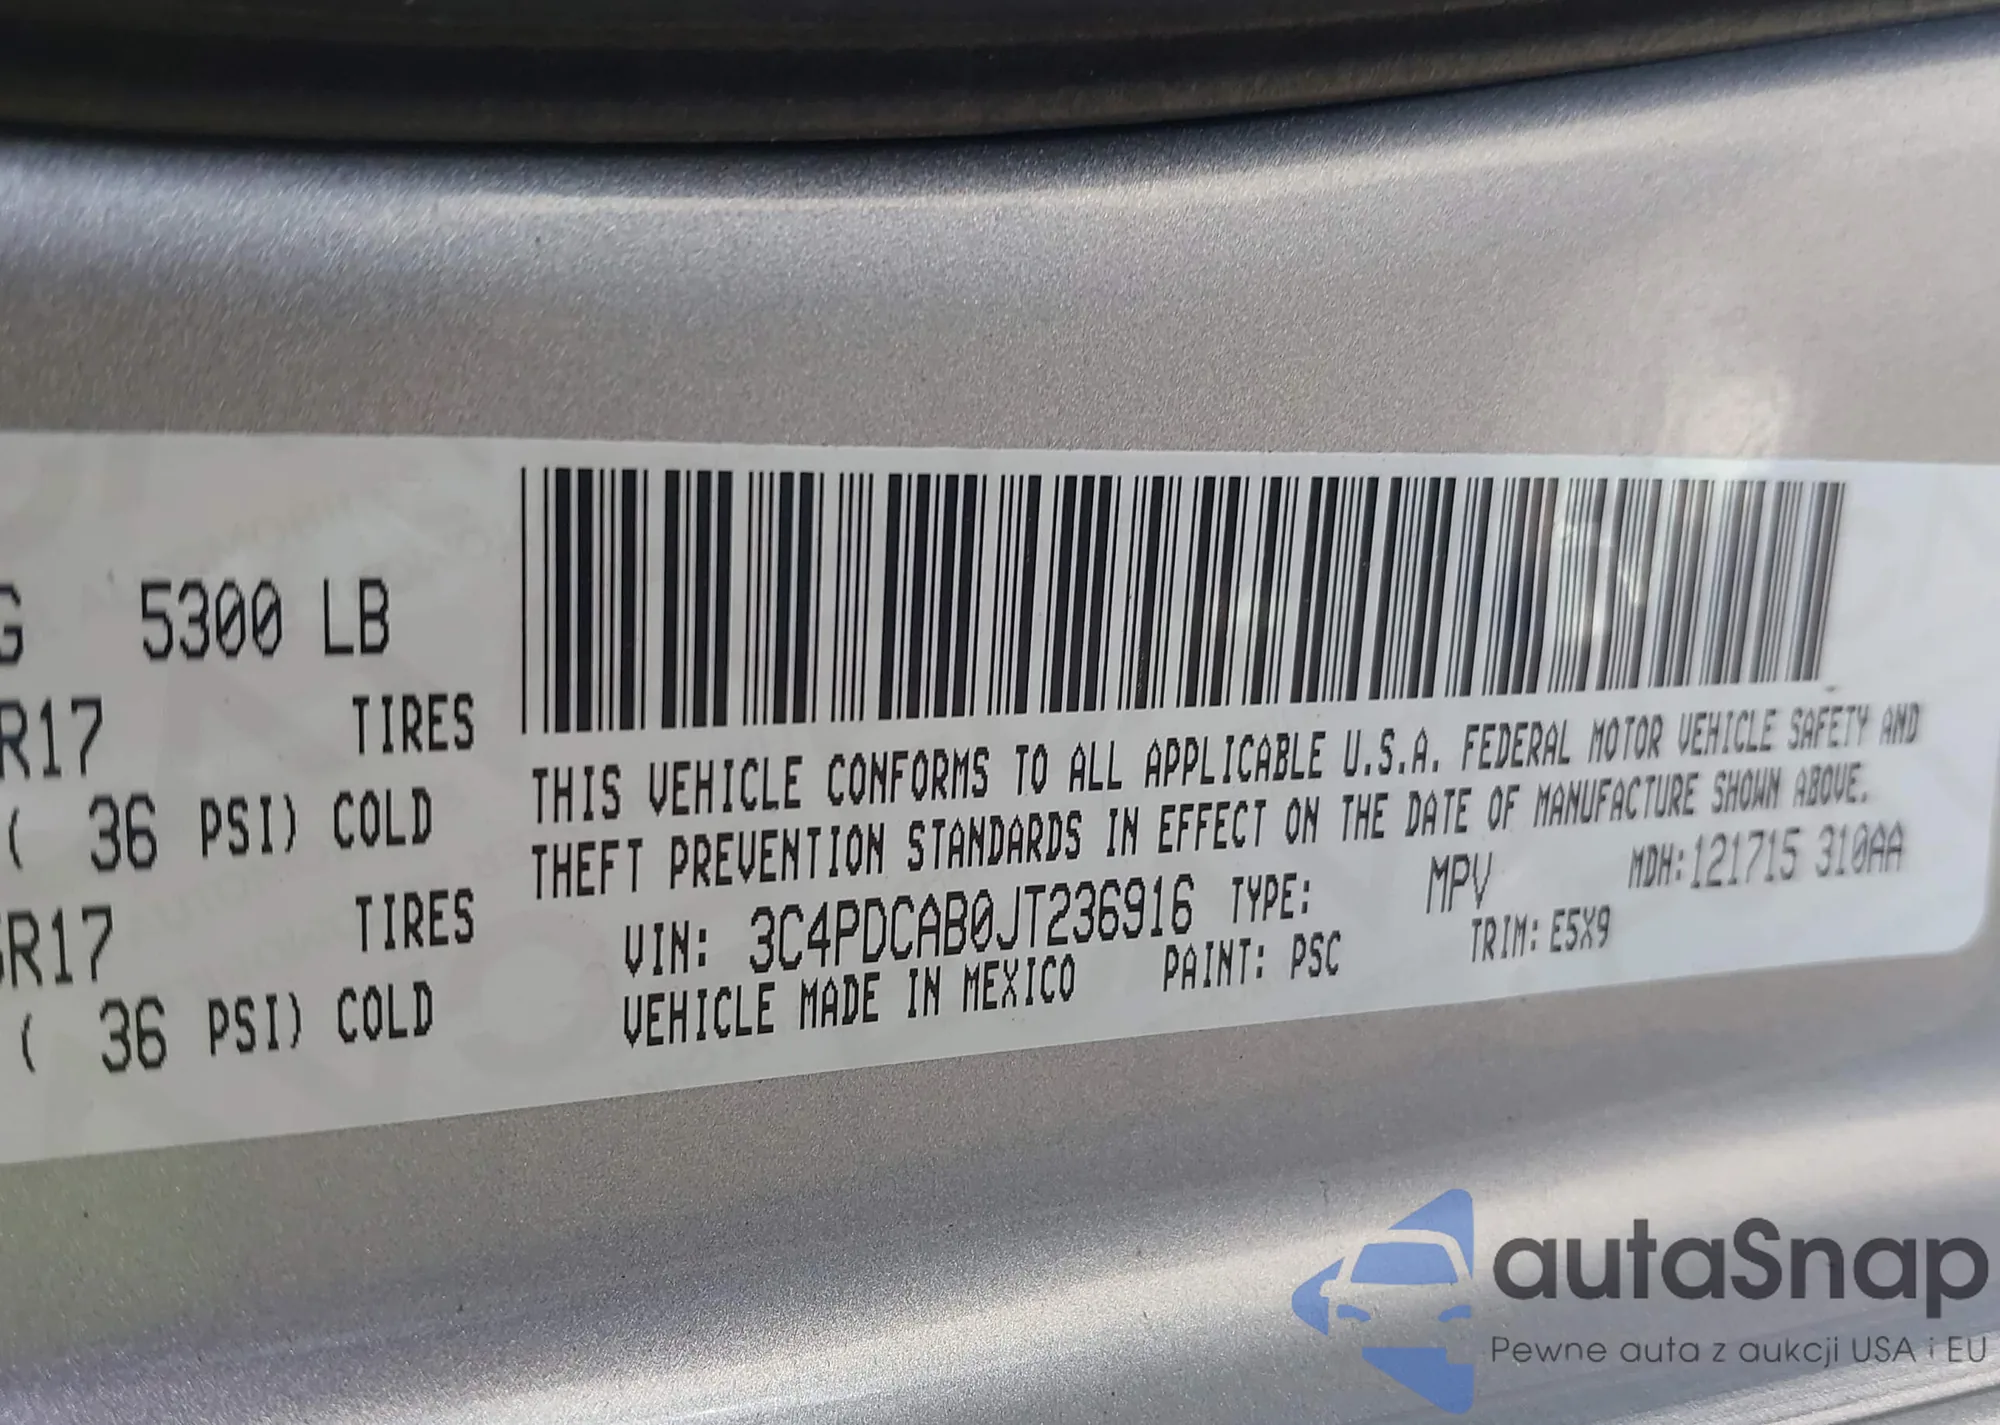 G 5300 LB
R17 TIRES
( 36 PSI) COLD
R17 TIRES
( 36 PSI) COLD
THIS VEHICLE CONFORMS TO ALL APPLICABLE U.S.A. FEDERAL MOTOR VEHICLE SAFETY AND
THEFT PREVENTION STANDARDS IN EFFECT ON THE DATE OF MANUFACTURE SHOWN ABOVE.
VIN: 3C4PDCAB0JT236916 TYPE: MPV MDH:121715 310AA
VEHICLE MADE IN MEXICO PAINT: PSC TRIM: E5X9
autaSnap
Pewne auta z aukcji USA i EU